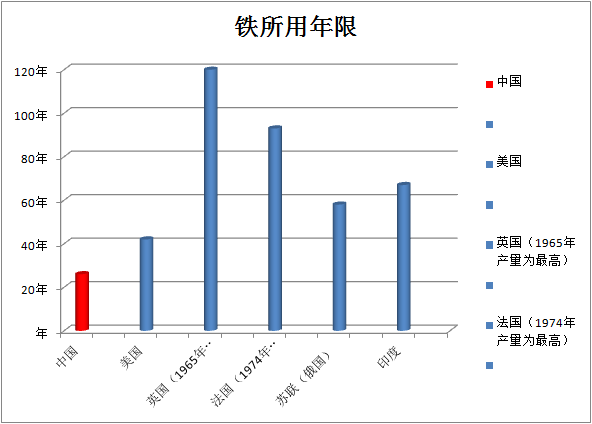 铁所用年限
120年
100年
80年
60年
40年
20年
年
中国
美国
英国（1965年…
法国（1974年…
苏联（俄国）
印度
中国
美国
英国（1965年
产量为最高）
法国（1974年
产量为最高）